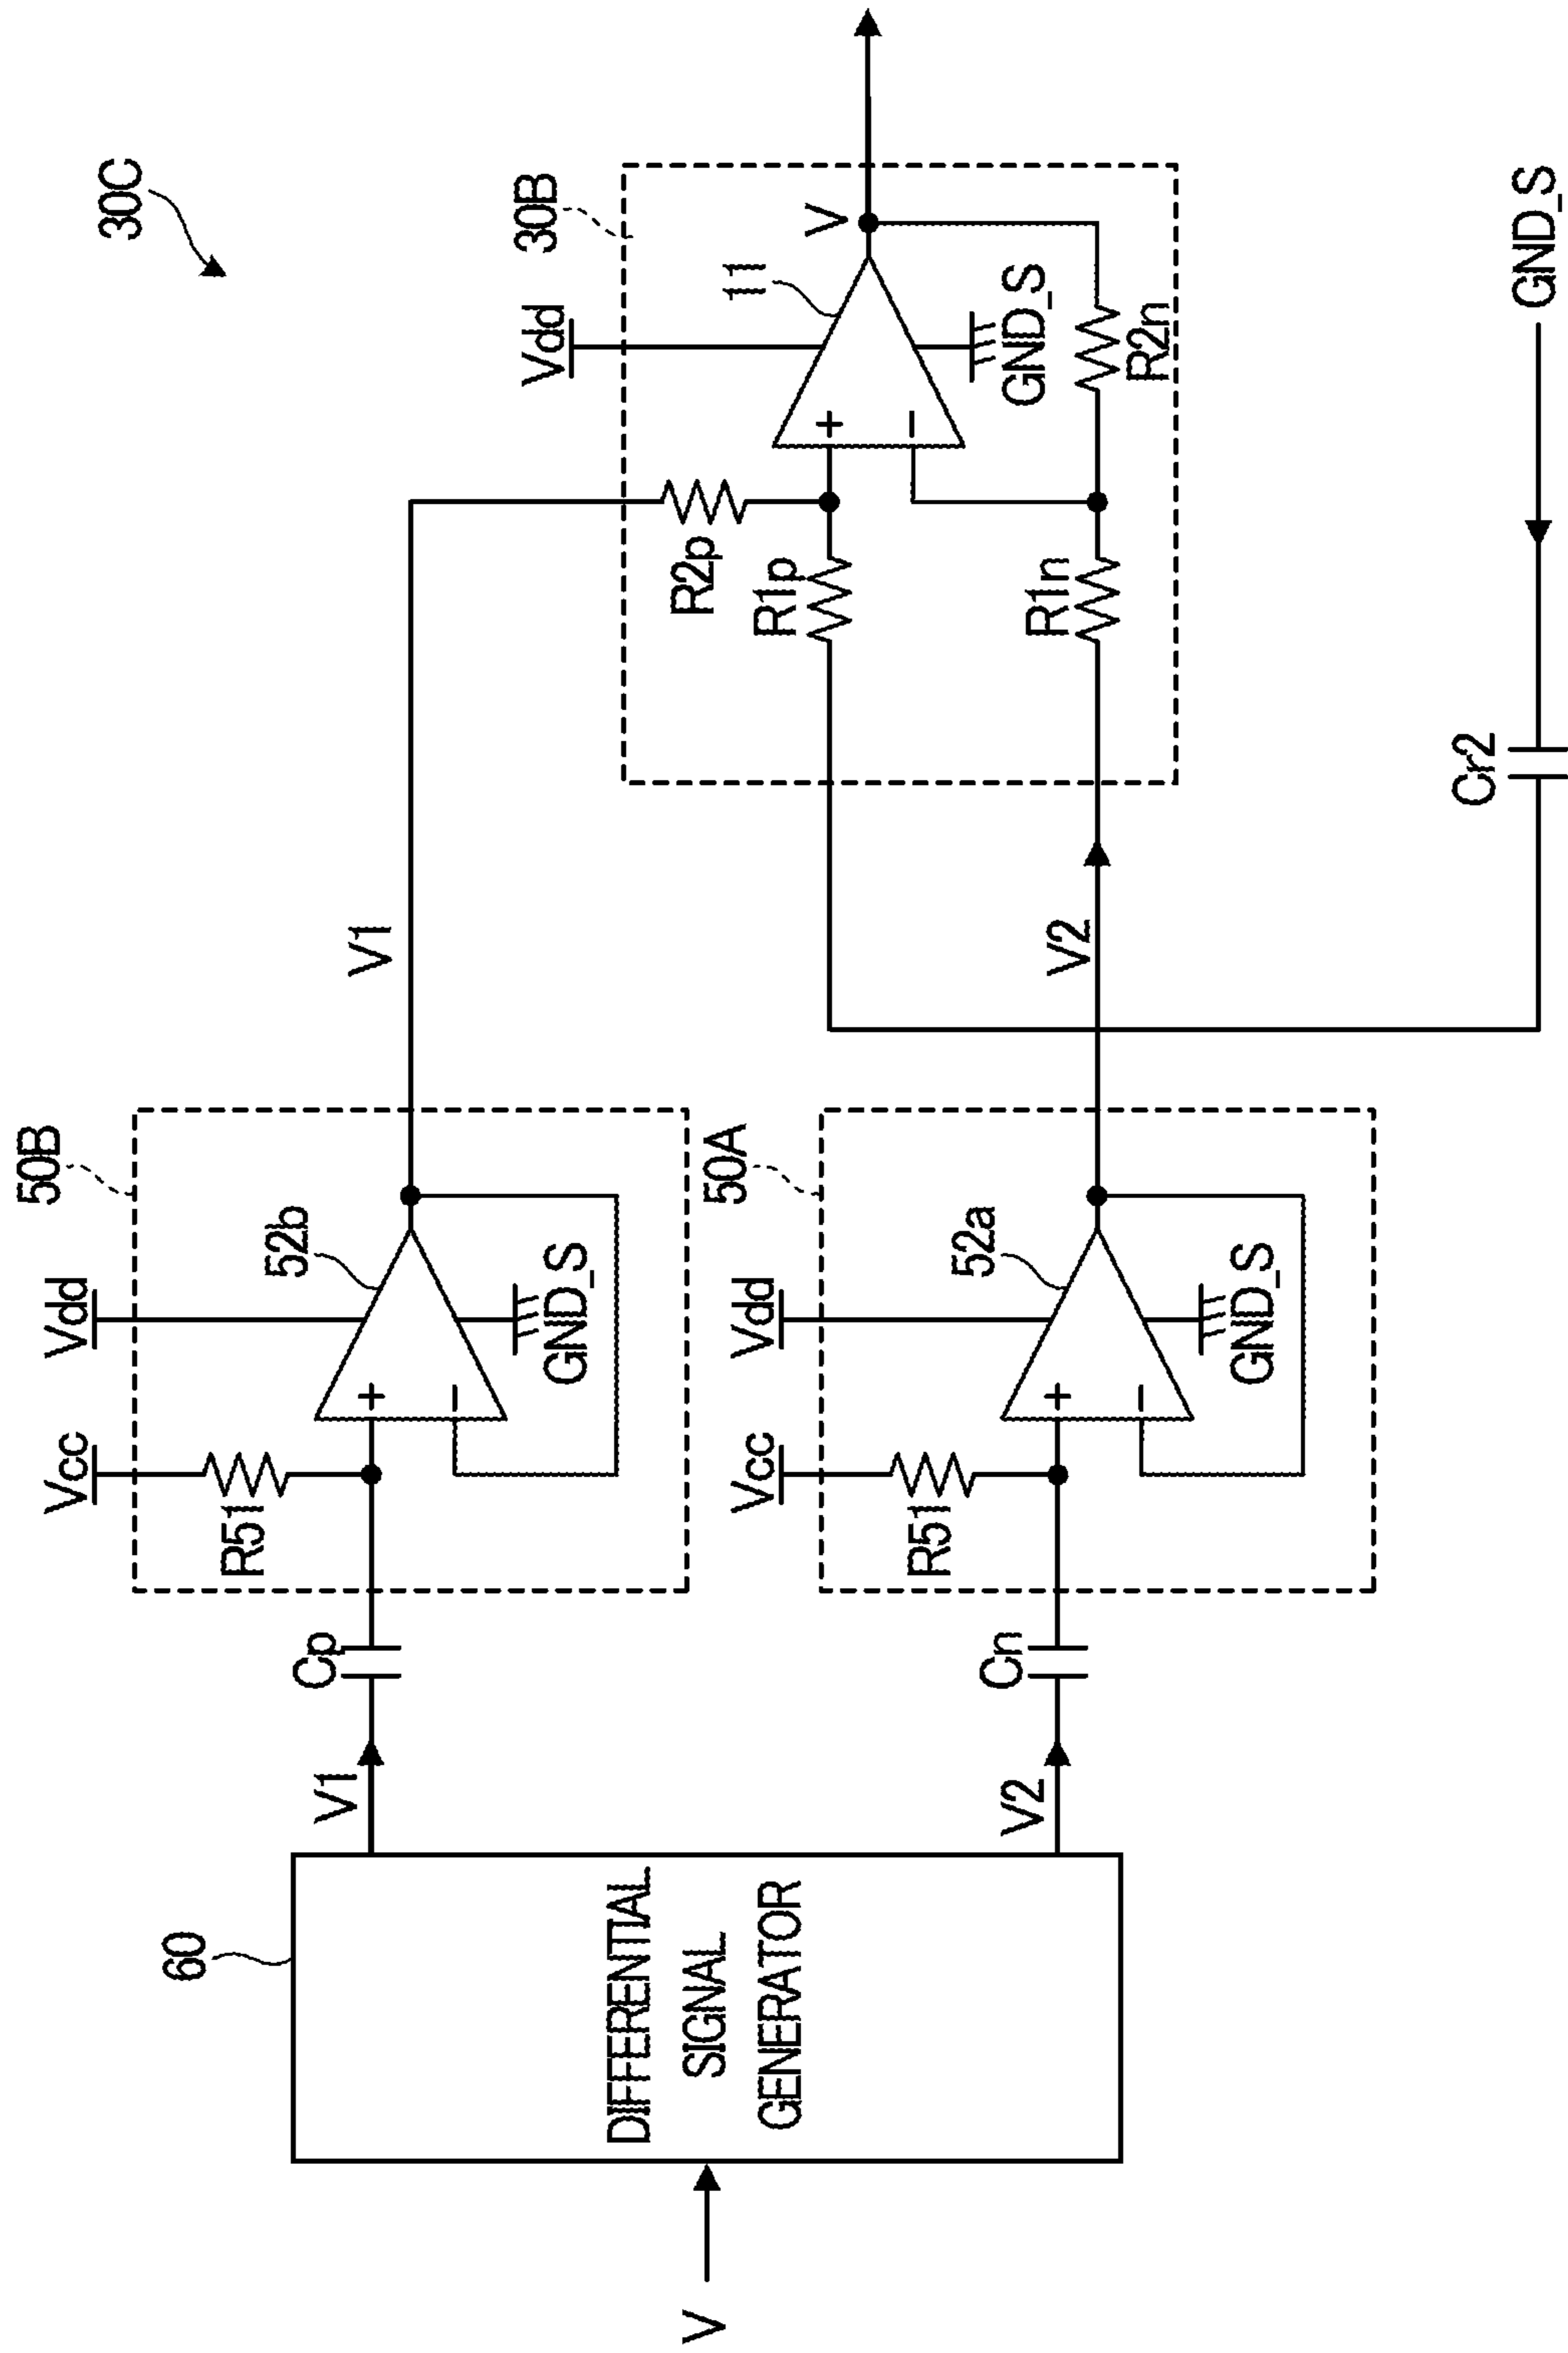 30C
V
60
DIFFERENTIAL
SIGNAL
GENERATOR
V1
Cp
50B
Vcc
R51
Vdd
52b
+
−
GND_S
V1
V2
Cn
50A
Vcc
R51
Vdd
52a
+
−
GND_S
V2
30B
Vdd
11
V
R2p
R1p
+
−
GND_S
R1n
R2n
Cr2
GND_S